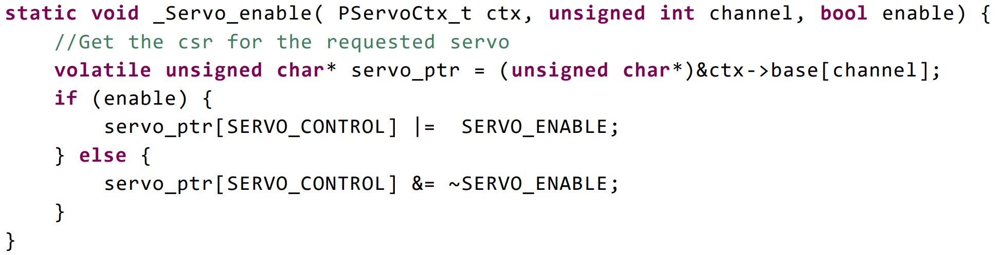 static void _Servo_enable( PServoCtx_t ctx, unsigned int channel, bool enable) {
    //Get the csr for the requested servo
    volatile unsigned char* servo_ptr = (unsigned char*)&ctx->base[channel];
    if (enable) {
        servo_ptr[SERVO_CONTROL] |=  SERVO_ENABLE;
    } else {
        servo_ptr[SERVO_CONTROL] &= ~SERVO_ENABLE;
    }
}